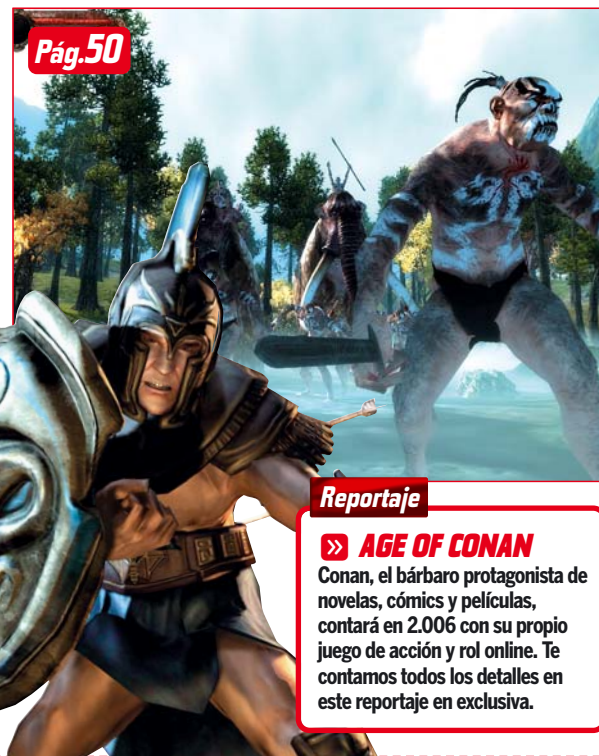 Pág.50
Reportaje
AGE OF CONAN
Conan, el bárbaro protagonista de
novelas, cómics y películas,
contará en 2.006 con su propio
juego de acción y rol online. Te
contamos todos los detalles en
este reportaje en exclusiva.